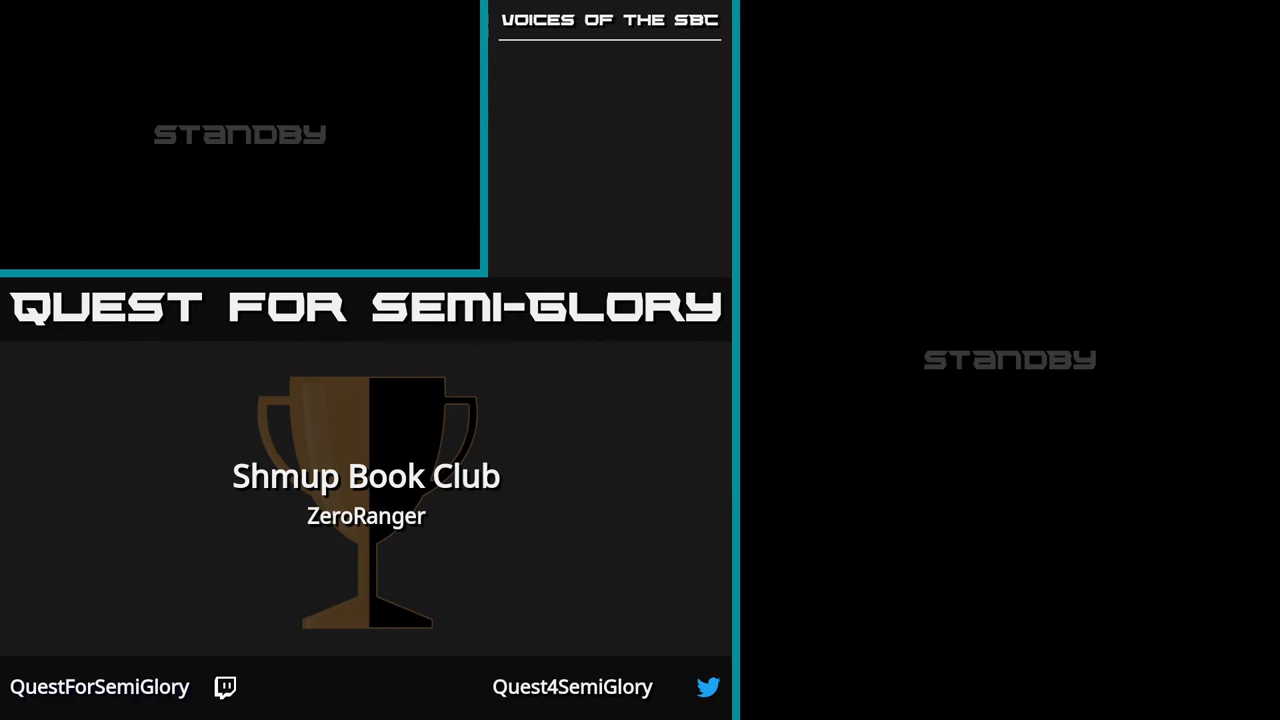 STANDBY
VOICES OF THE SBC
QUEST FOR SEMI-GLORY
Shmup Book Club
ZeroRanger
QuestForSemiGlory
Quest4SemiGlory
STANDBY